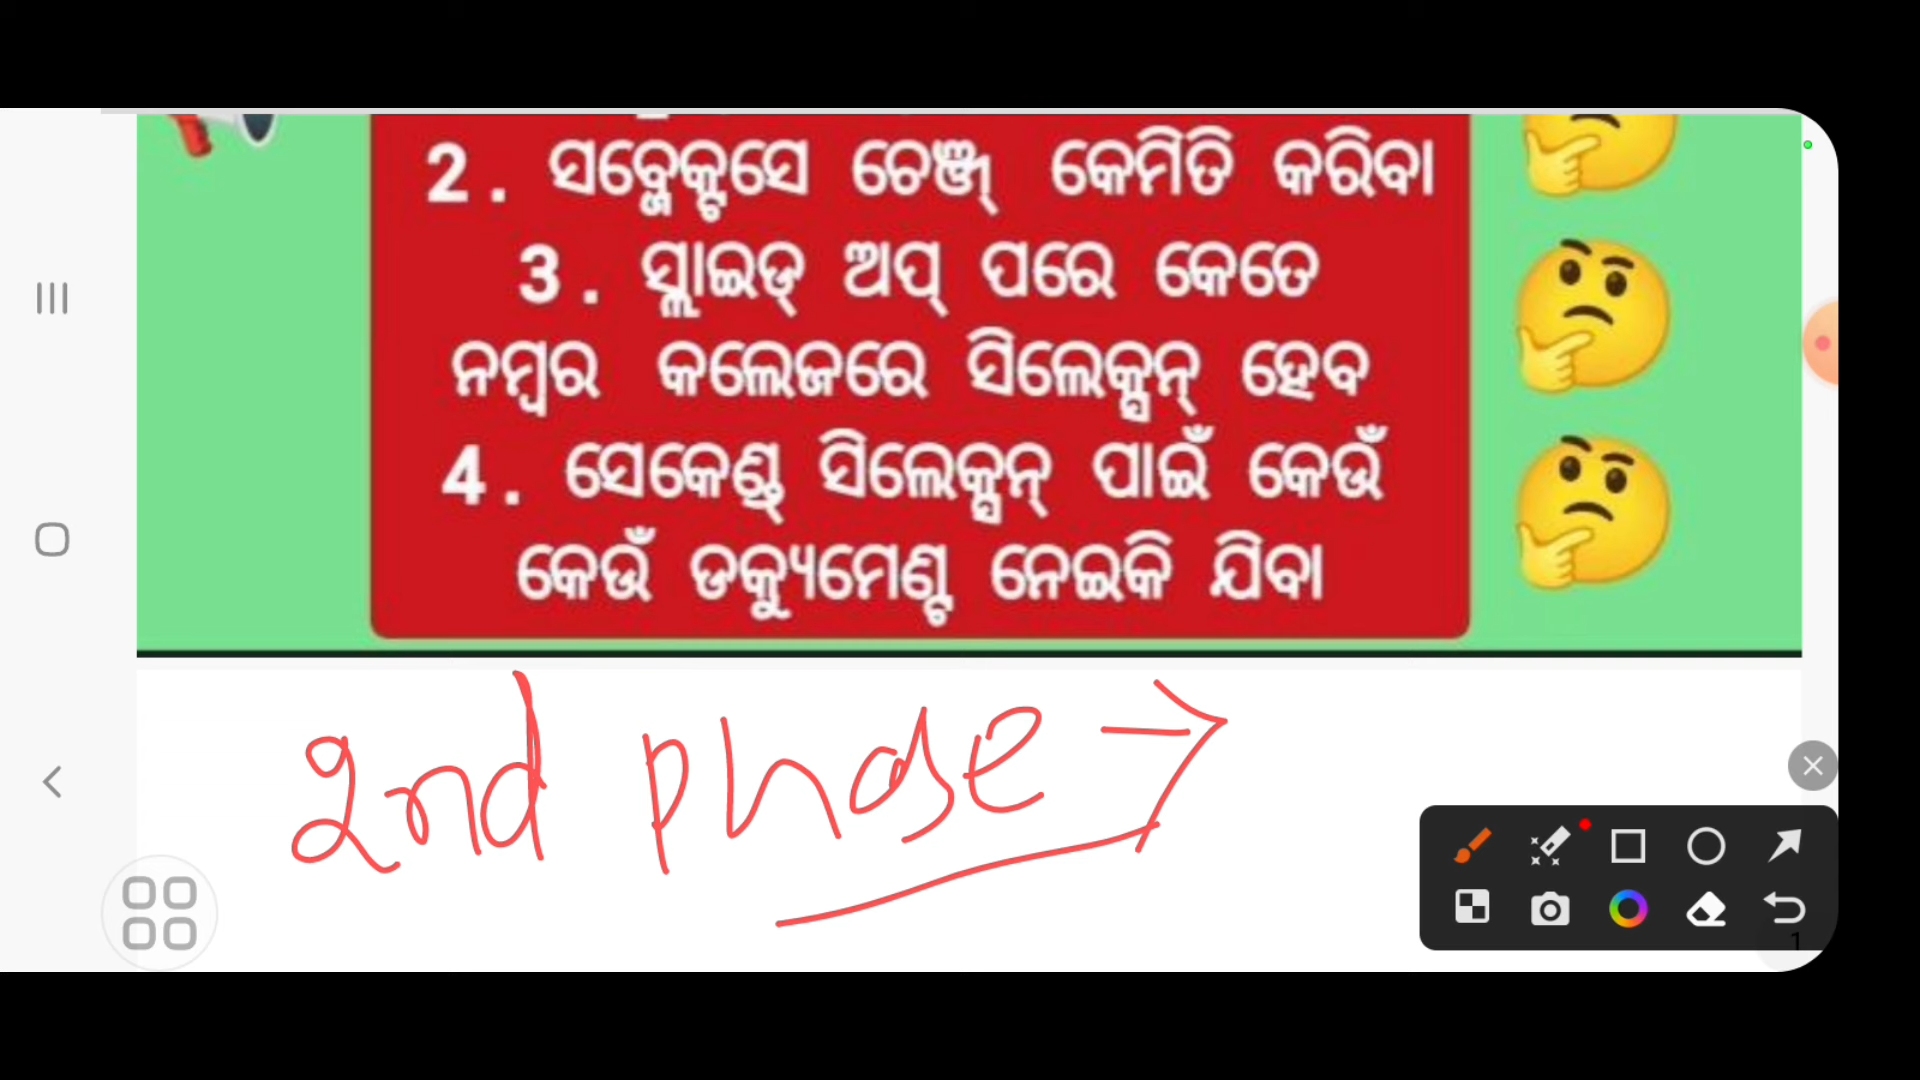 2 . ସବ୍ଜେକ୍ଟସେ ଚେଞ୍ଜ୍ କେମିତି କରିବା
3 . ସ୍ଲାଇଡ୍ ଅପ୍ ପରେ କେତେ
ନମ୍ବର କଲେଜରେ ସିଲେକ୍ସନ୍ ହେବ
4 . ସେକେଣ୍ଡ୍ ସିଲେକ୍ସନ୍ ପାଇଁ କେଉଁ
କେଉଁ ଡକ୍ୟୁମେଣ୍ଟ ନେଇକି ଯିବା
2nd phase →
1